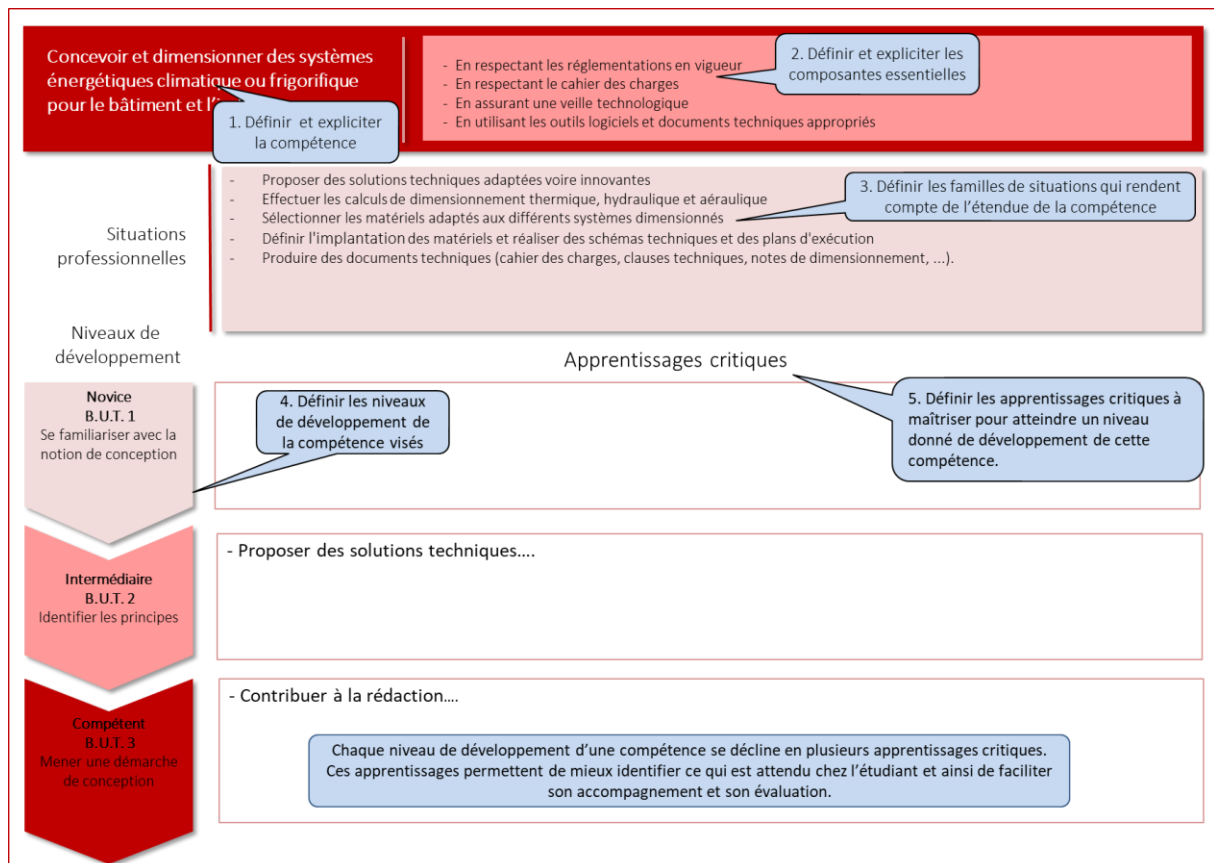 Concevoir et dimensionner des systèmes
énergétiques climatique ou frigorifique
pour le bâtiment et l'i
- En respectant les réglementations en vigueur
- En respectant le cahier des charges
- En assurant une veille technologique
- En utilisant les outils logiciels et documents techniques appropriés
2. Définir et expliciter les
composantes essentielles
1. Définir et expliciter
la compétence
Situations
professionnelles
- Proposer des solutions techniques adaptées voire innovantes
- Effectuer les calculs de dimensionnement thermique, hydraulique et aéraulique
- Sélectionner les matériels adaptés aux différents systèmes dimensionnés
- Définir l'implantation des matériels et réaliser des schémas techniques et des plans d'exécution
- Produire des documents techniques (cahier des charges, clauses techniques, notes de dimensionnement, ...).
3. Définir les familles de situations qui rendent
compte de l'étendue de la compétence
Niveaux de
développement
Apprentissages critiques
Novice
B.U.T. 1
Se familiariser avec la
notion de conception
4. Définir les niveaux
de développement de
la compétence visés
5. Définir les apprentissages critiques à
maîtriser pour atteindre un niveau
donné de développement de cette
compétence.
Intermédiaire
B.U.T. 2
Identifier les principes
- Proposer des solutions techniques....
Compétent
B.U.T. 3
Mener une démarche
de conception
- Contribuer à la rédaction....
Chaque niveau de développement d'une compétence se décline en plusieurs apprentissages critiques.
Ces apprentissages permettent de mieux identifier ce qui est attendu chez l'étudiant et ainsi de faciliter
son accompagnement et son évaluation.